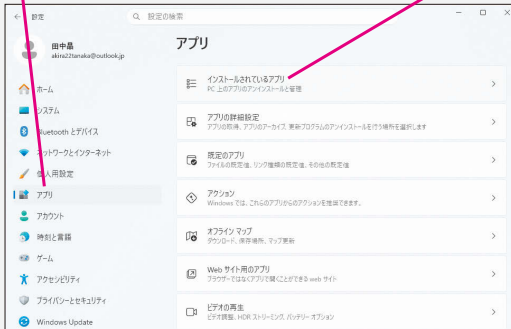 設定
設定の検索
田中晶
akira22tanaka@outlook.jp
ホーム
システム
Bluetooth とデバイス
ネットワークとインターネット
個人用設定
アプリ
アカウント
時刻と言語
ゲーム
アクセシビリティ
プライバシーとセキュリティ
Windows Update
アプリ
インストールされているアプリ
PC 上のアプリのアンインストールと管理
アプリの詳細設定
アプリの取得、アプリのアーカイブ、更新プログラムのアンインストールを行う場所を選択します
既定のアプリ
ファイルの既定値、リンク種類の既定値、その他の既定値
アクション
Windows では、これらのアプリからのアクションを推奨できます。
オフライン マップ
ダウンロード、保存場所、マップ更新
Web サイト用のアプリ
ブラウザーではなくアプリで開くことができる web サイト
ビデオの再生
ビデオ調整、HDR ストリーミング、バッテリー オプション